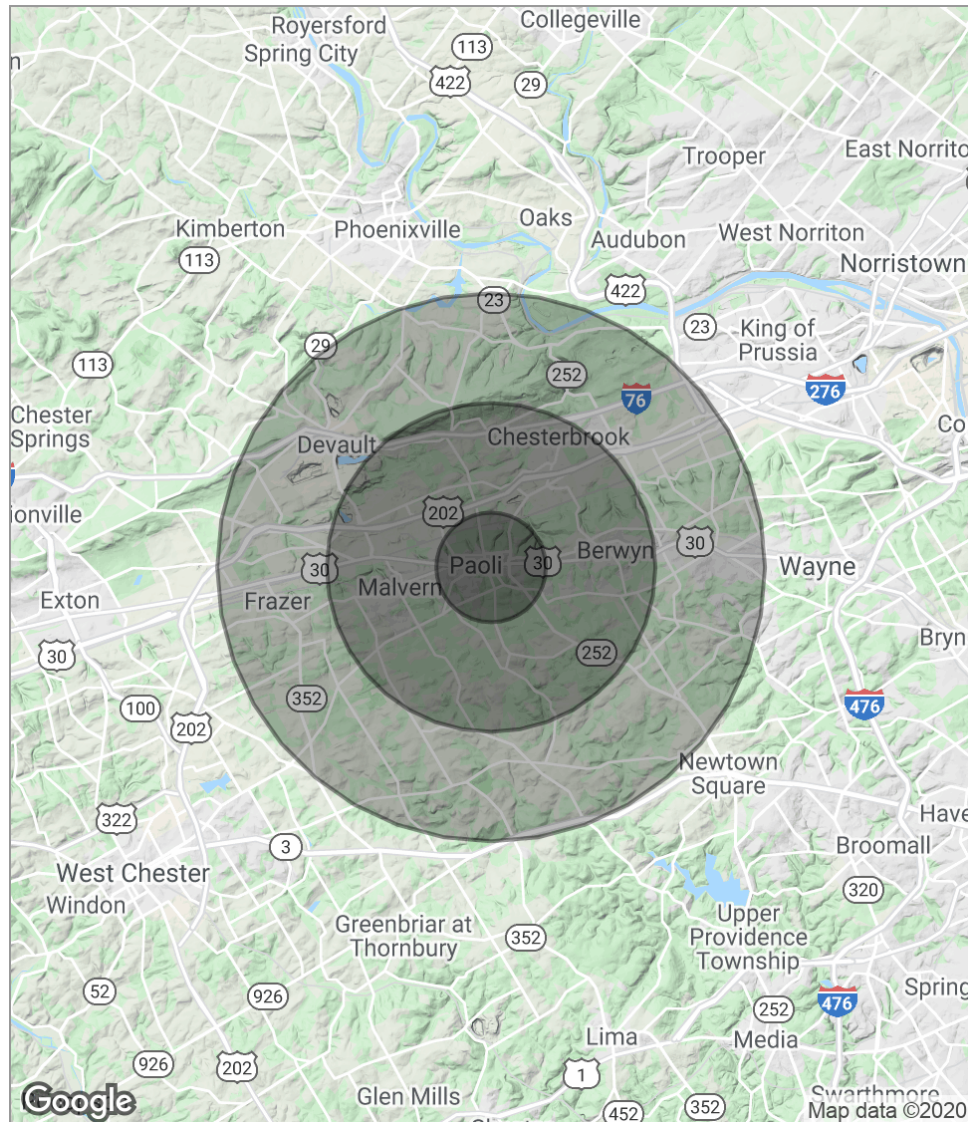 Royersford
Collegeville
Spring City
113
422
29
Trooper
East Norrito
Kimberton
Phoenixville
Oaks
Audubon
West Norriton
113
Norristown
422
23
23
29
King of
Prussia
113
252
76
276
Chester
Springs
Devault
Chesterbrook
Co
ionville
202
30
30
Paoli
30
Berwyn
Wayne
Exton
Frazer
Malvern
30
252
Bryn
352
100
202
476
Newtown
Square
322
3
Have
Broomall
West Chester
Windon
320
Greenbriar at
Thornbury
352
Upper
Providence
Township
52
926
476
252
Spring
Lima
Media
926
202
1
Glen Mills
Swarthmore
452
352
Google
Map data ©2020